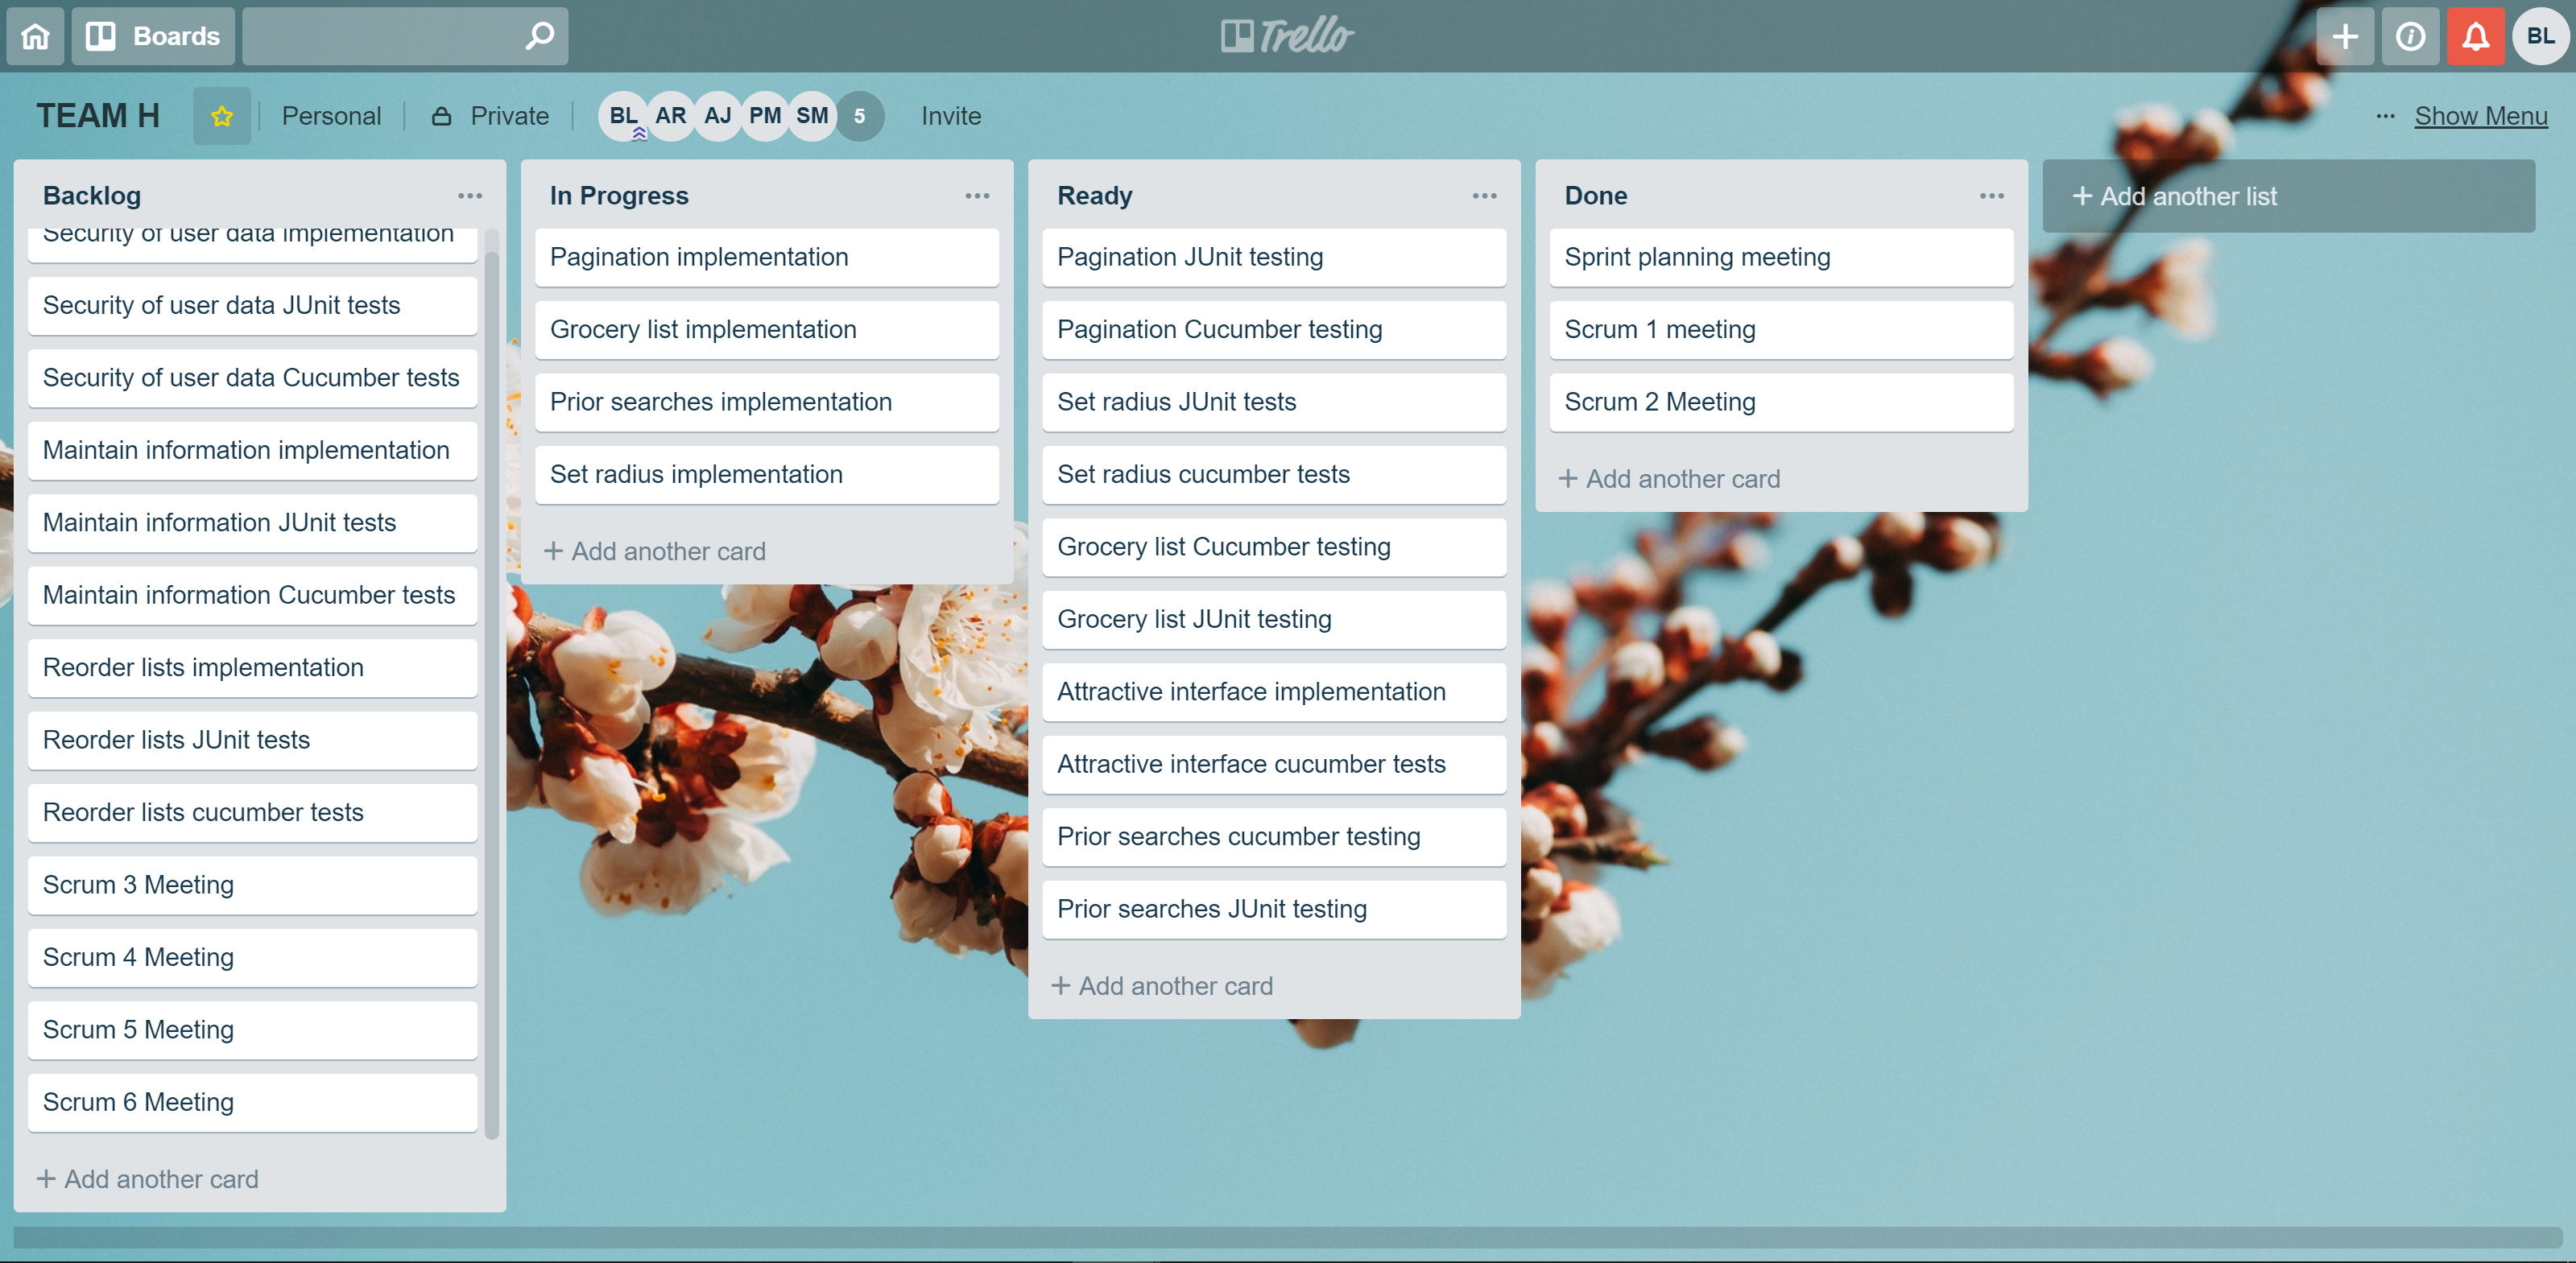 Boards
Trello
BL
TEAM H
Personal
Private
BL
AR
AJ
PM
SM
5
Invite
... Show Menu
Backlog
Security of user data implementation
Security of user data JUnit tests
Security of user data Cucumber tests
Maintain information implementation
Maintain information JUnit tests
Maintain information Cucumber tests
Reorder lists implementation
Reorder lists JUnit tests
Reorder lists cucumber tests
Scrum 3 Meeting
Scrum 4 Meeting
Scrum 5 Meeting
Scrum 6 Meeting
+ Add another card
In Progress
Pagination implementation
Grocery list implementation
Prior searches implementation
Set radius implementation
+ Add another card
Ready
Pagination JUnit testing
Pagination Cucumber testing
Set radius JUnit tests
Set radius cucumber tests
Grocery list Cucumber testing
Grocery list JUnit testing
Attractive interface implementation
Attractive interface cucumber tests
Prior searches cucumber testing
Prior searches JUnit testing
+ Add another card
Done
Sprint planning meeting
Scrum 1 meeting
Scrum 2 Meeting
+ Add another card
+ Add another list